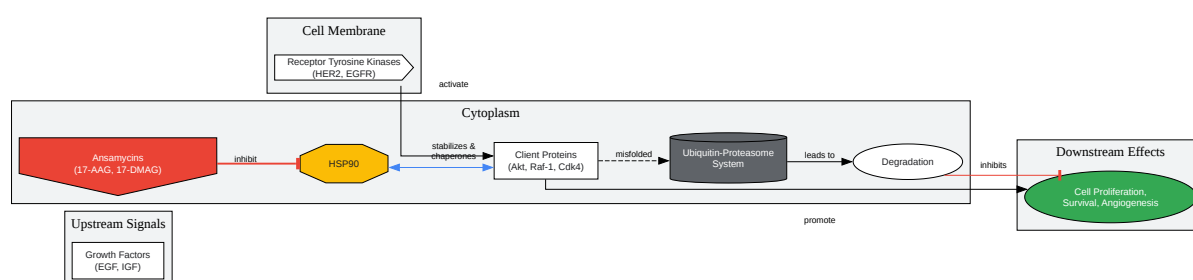 Cell Membrane
Receptor Tyrosine Kinases
(HER2, EGFR)
activate
Cytoplasm
Ansamycins
(17-AAG, 17-DMAG)
inhibit
HSP90
stabilizes &
chaperones
Client Proteins
(Akt, Raf-1, Cdk4)
misfolded
Ubiquitin-Proteasome
System
leads to
Degradation
inhibits
Downstream Effects
Cell Proliferation,
Survival, Angiogenesis
promote
Upstream Signals
Growth Factors
(EGF, IGF)